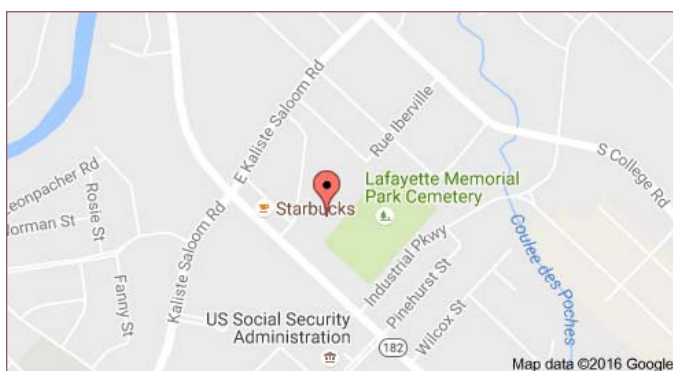 E Kaliste Saloom Rd
Rue Iberville
S College Rd
Leonpacher Rd
Rosie St
Norman St
Lafayette Memorial
Park Cemetery
Starbucks
Kaliste Saloom Rd
Fanny St
Industrial Pkwy
Pinehurst St
Wilcox St
Coulee des Poches
US Social Security
Administration
182
Map data ©2016 Google